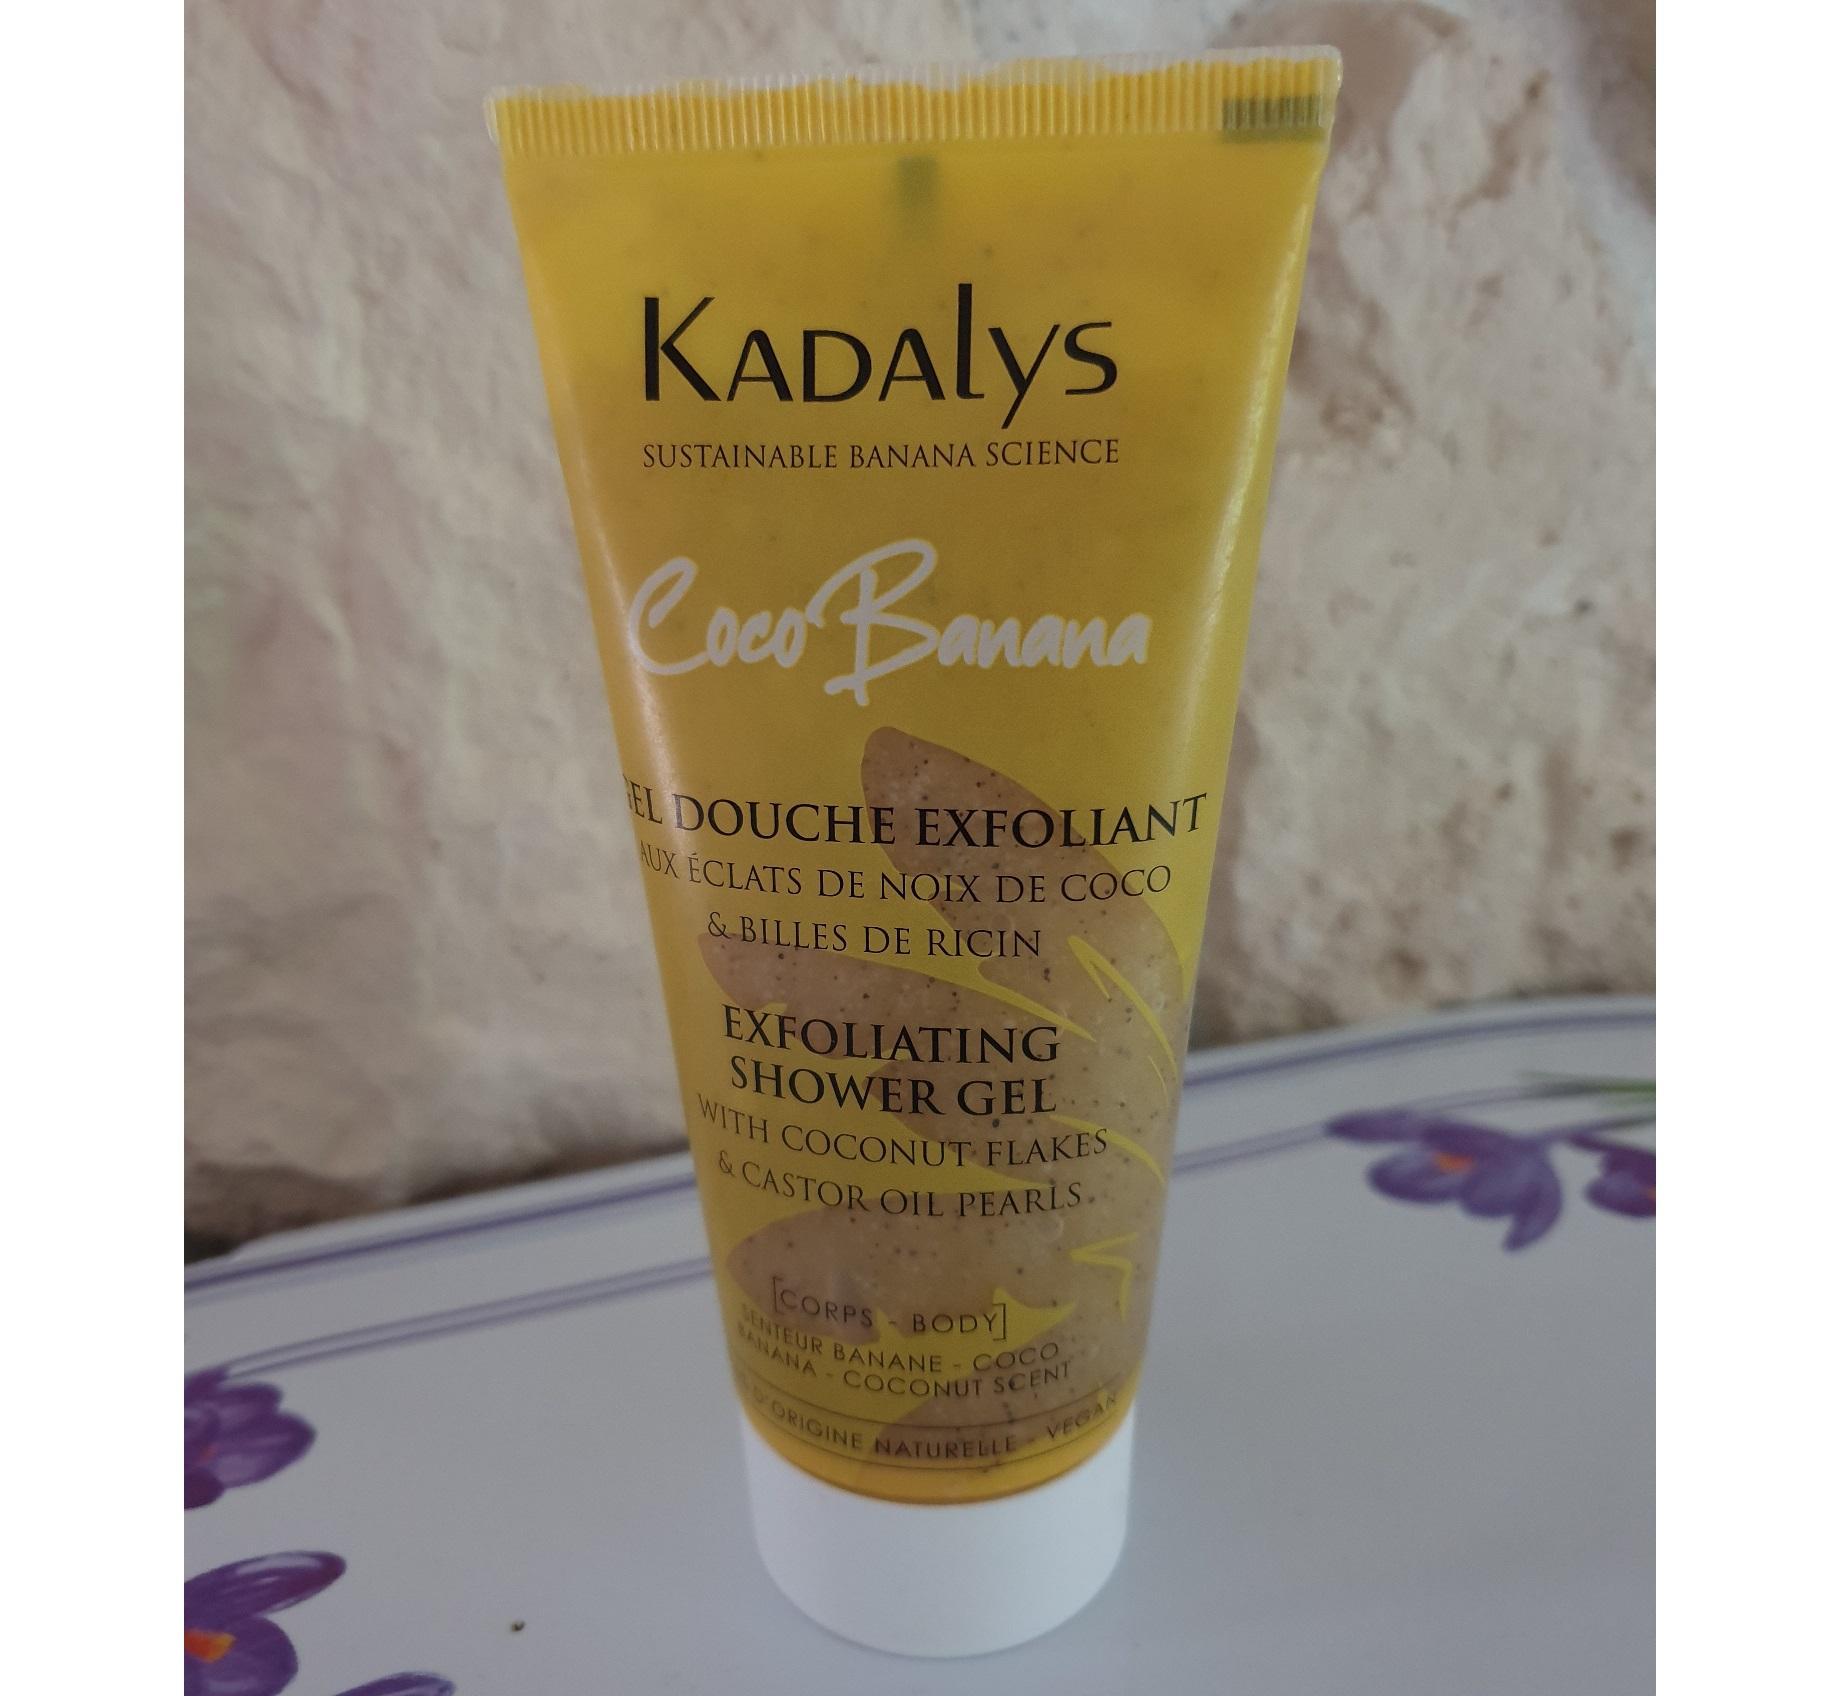 KADALYS
SUSTAINABLE BANANA SCIENCE
Coco Banana
GEL DOUCHE EXFOLIANT
AUX ÉCLATS DE NOIX DE COCO
& BILLES DE RICIN
EXFOLIATING
SHOWER GEL
WITH COCONUT FLAKES
& CASTOR OIL PEARLS
[CORPS - BODY]
SENTEUR BANANE - COCO
BANANA - COCONUT SCENT
D'ORIGINE NATURELLE - VEGAN